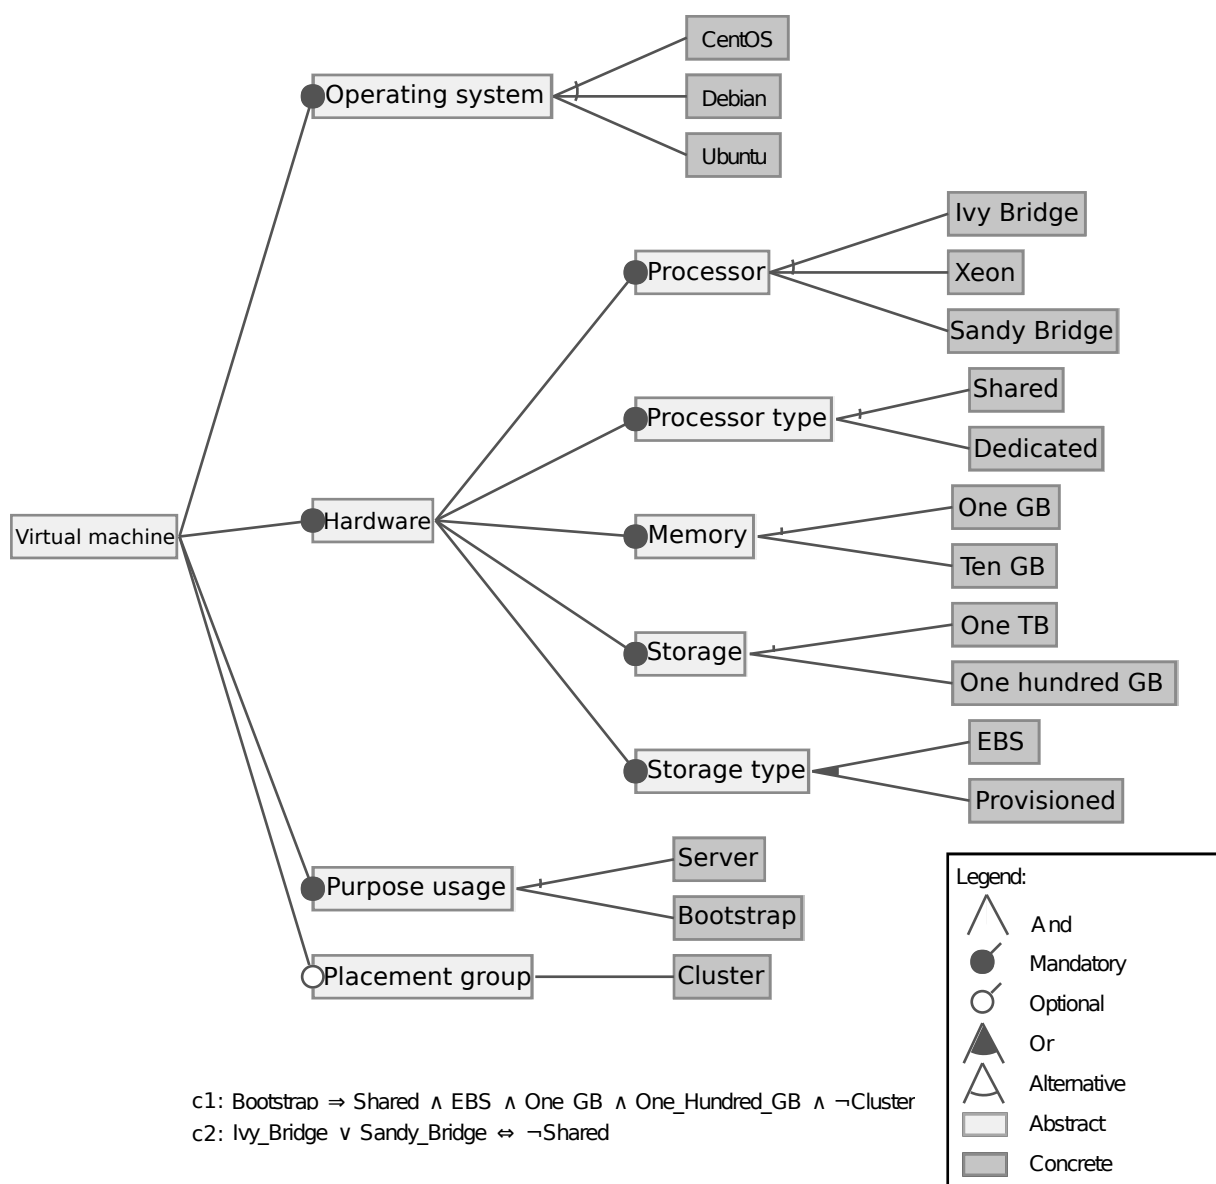 CentOS
Operating system
Debian
Ubuntu
Ivy Bridge
Processor
Xeon
Sandy Bridge
Shared
Processor type
Dedicated
One GB
Virtual machine
Hardware
Memory
Ten GB
One TB
Storage
One hundred GB
EBS
Storage type
Provisioned
Server
Purpose usage
Bootstrap
Placement group
Cluster
Legend:
And
Mandatory
Optional
Or
Alternative
Abstract
Concrete
c1: Bootstrap ⇒ Shared ∧ EBS ∧ One GB ∧ One_Hundred_GB ∧ ¬Cluster
c2: Ivy_Bridge ∨ Sandy_Bridge ⇔ ¬Shared